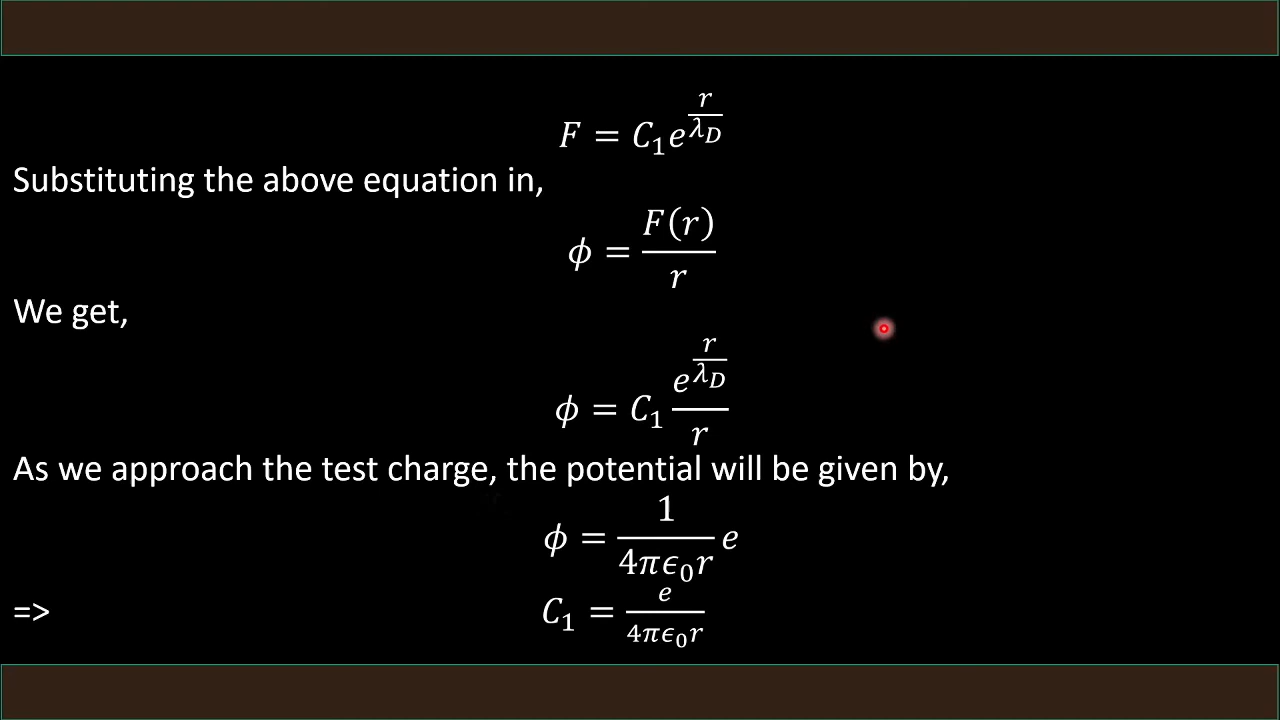 F = C₁e^(r/λ_D)
Substituting the above equation in,
ϕ = F(r)/r
We get,
ϕ = C₁ e^(r/λ_D)/r
As we approach the test charge, the potential will be given by,
ϕ = 1/(4πϵ₀r) e
=> C₁ = e/(4πϵ₀r)